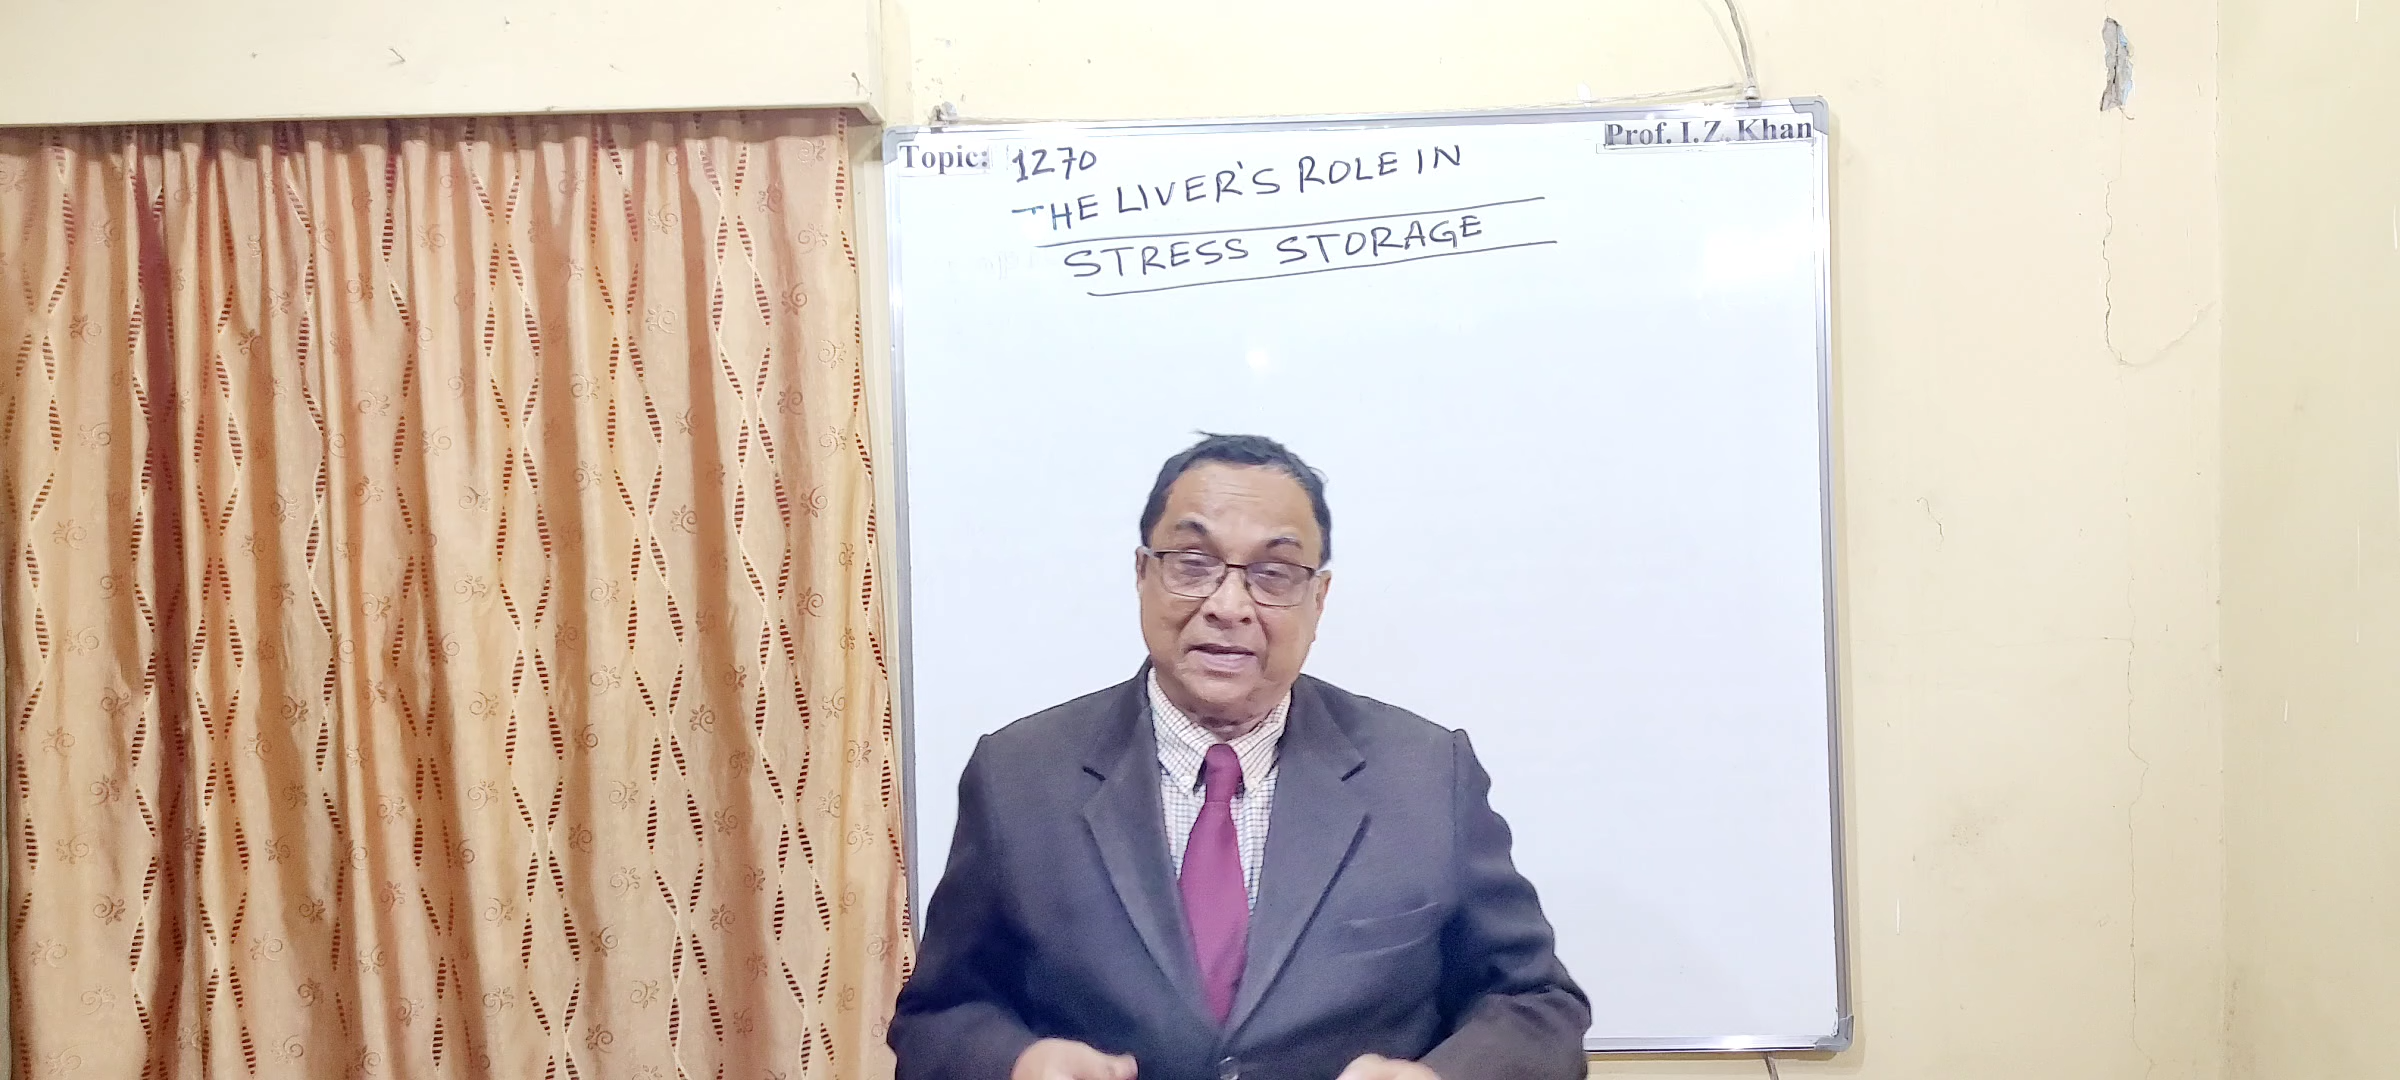 Topic: 1270
Prof. I. Z. Khan
THE LIVER'S ROLE IN
STRESS STORAGE